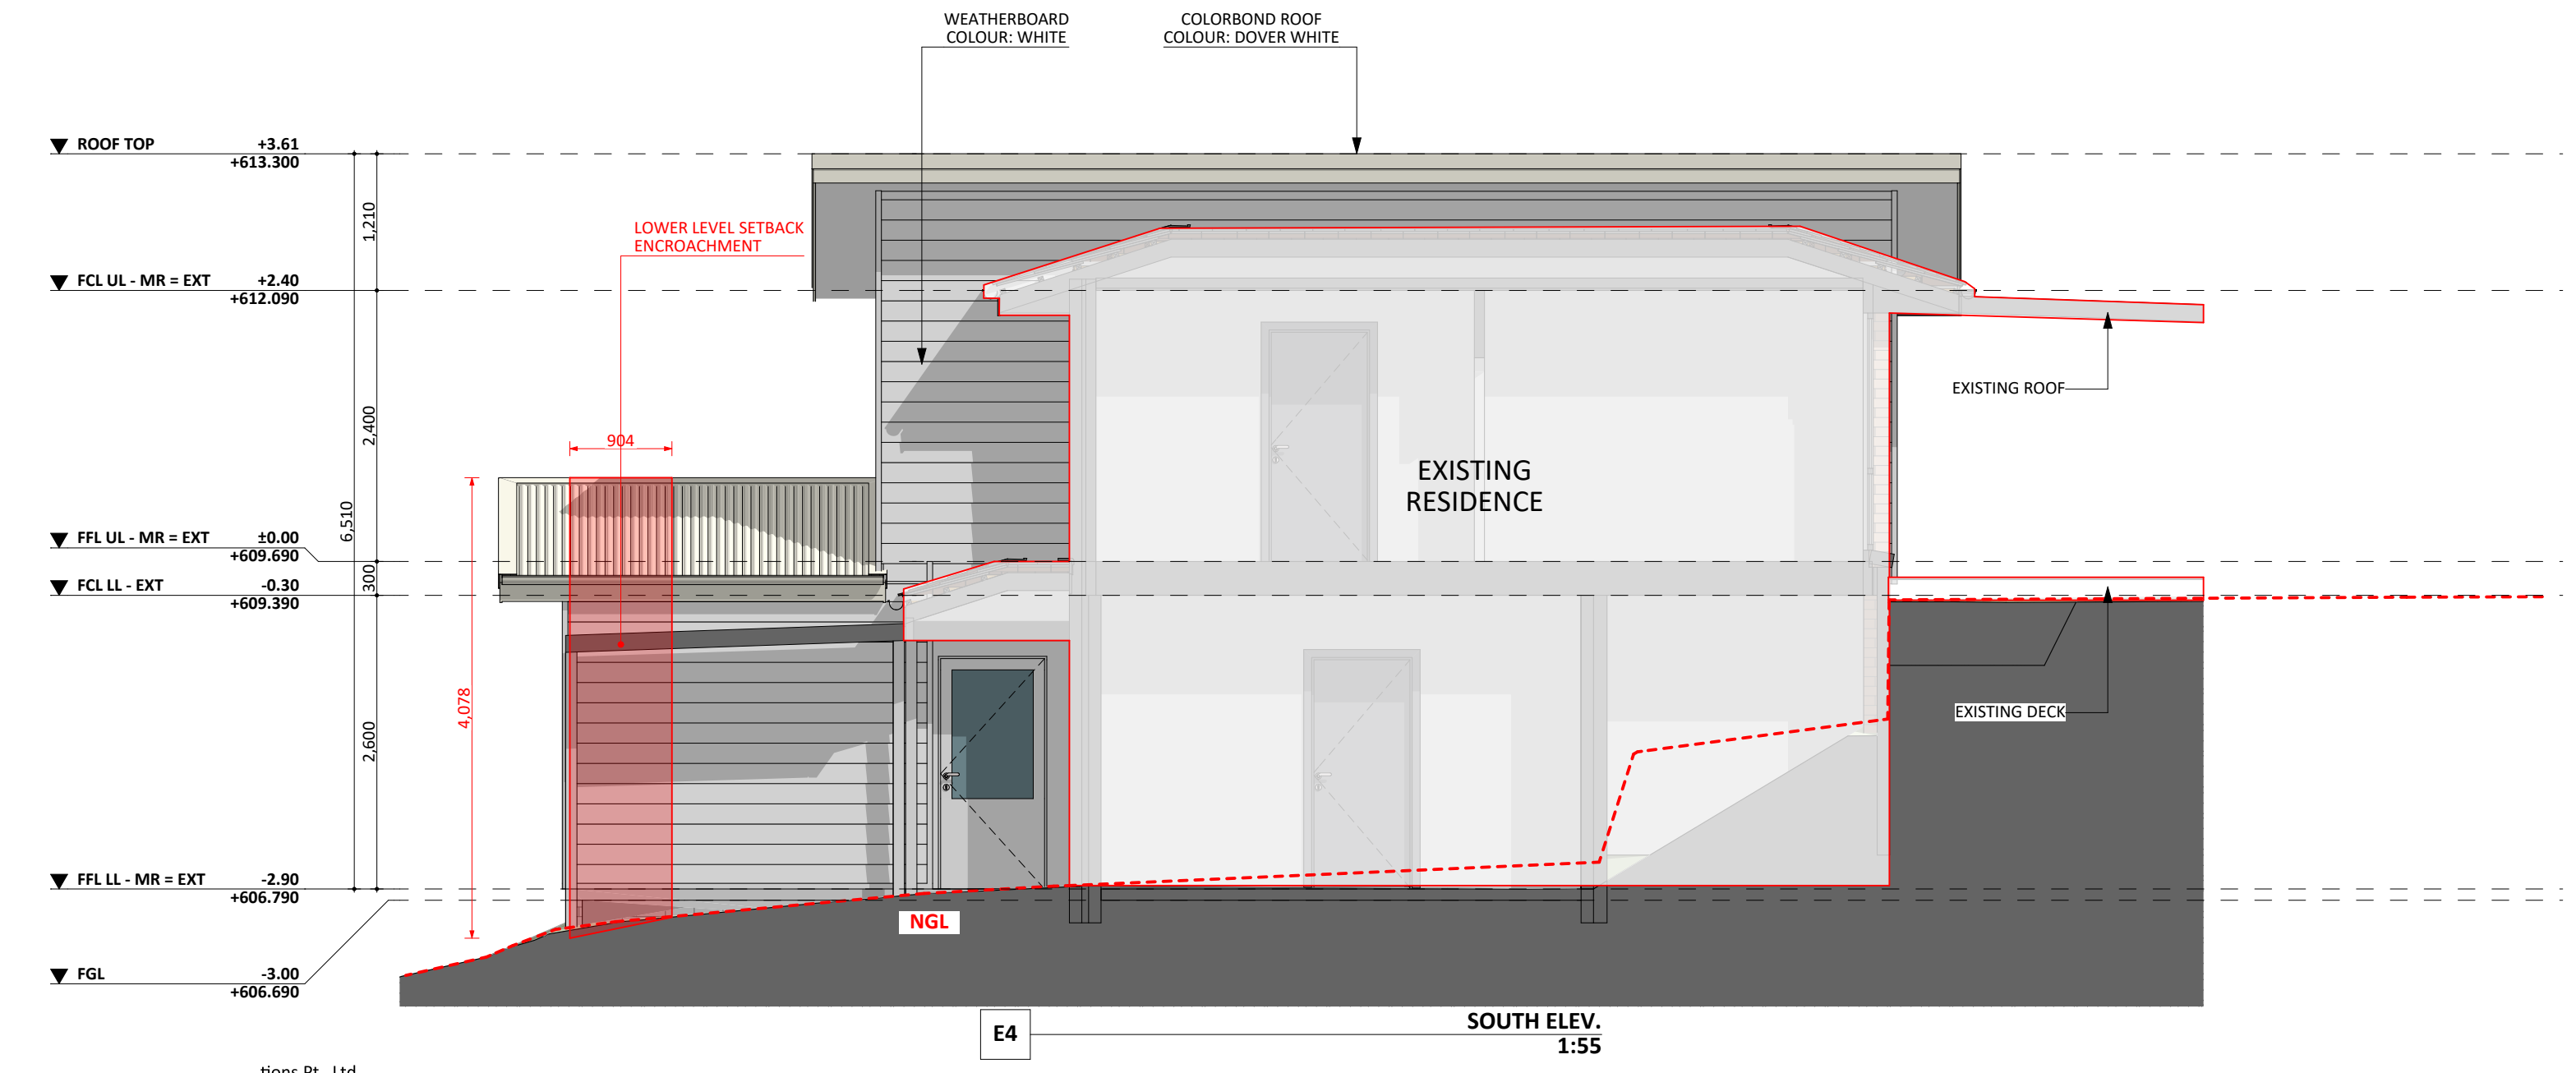 WEATHERBOARD
COLOUR: WHITE
COLORBOND ROOF
COLOUR: DOVER WHITE
ROOF TOP +3.61
+613.300
1,210
LOWER LEVEL SETBACK
ENCROACHMENT
FCL UL - MR = EXT +2.40
+612.090
EXISTING ROOF
2,400
904
EXISTING
RESIDENCE
6,510
FFL UL - MR = EXT ±0.00
+609.690
300
FCL LL - EXT -0.30
+609.390
4,078
EXISTING DECK
2,600
FFL LL - MR = EXT -2.90
+606.790
NGL
FGL -3.00
+606.690
E4
SOUTH ELEV.
1:55